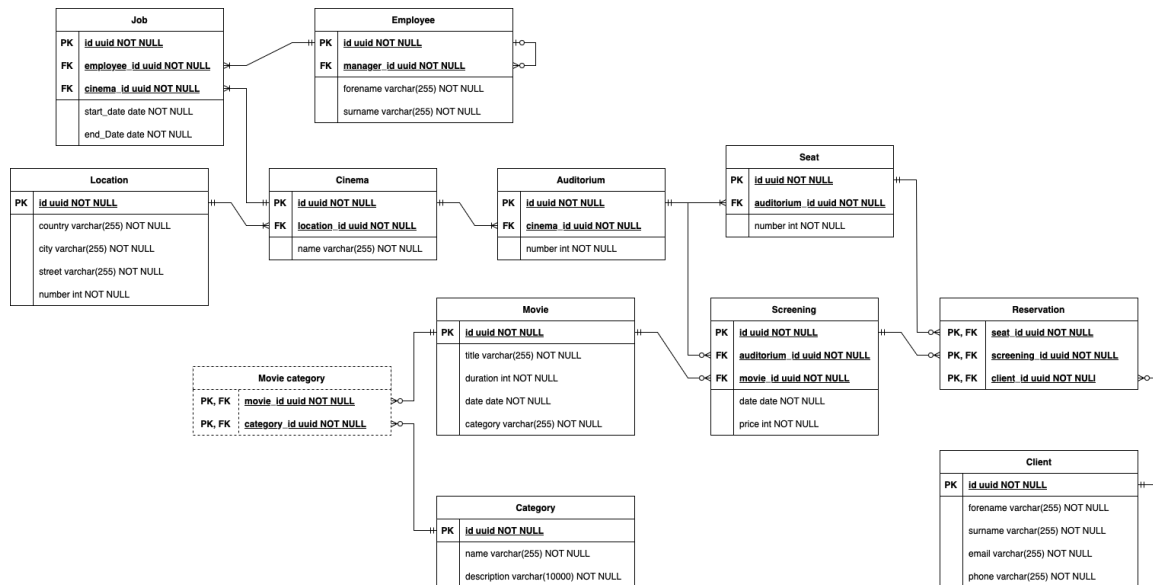 Job
PK id uuid NOT NULL
FK employee_id uuid NOT NULL
FK cinema_id uuid NOT NULL
start_date date NOT NULL
end_Date date NOT NULL
Employee
PK id uuid NOT NULL
FK manager_id uuid NOT NULL
forename varchar(255) NOT NULL
surname varchar(255) NOT NULL
Location
PK id uuid NOT NULL
country varchar(255) NOT NULL
city varchar(255) NOT NULL
street varchar(255) NOT NULL
number int NOT NULL
Cinema
PK id uuid NOT NULL
FK location_id uuid NOT NULL
name varchar(255) NOT NULL
Auditorium
PK id uuid NOT NULL
FK cinema_id uuid NOT NULL
number int NOT NULL
Seat
PK id uuid NOT NULL
FK auditorium_id uuid NOT NULL
number int NOT NULL
Movie
PK id uuid NOT NULL
title varchar(255) NOT NULL
duration int NOT NULL
date date NOT NULL
category varchar(255) NOT NULL
Screening
PK id uuid NOT NULL
FK auditorium_id uuid NOT NULL
FK movie_id uuid NOT NULL
date date NOT NULL
price int NOT NULL
Reservation
PK, FK seat_id uuid NOT NULL
PK, FK screening_id uuid NOT NULL
PK, FK client_id uuid NOT NULl
Movie category
PK, FK movie_id uuid NOT NULL
PK, FK category_id uuid NOT NULL
Category
PK id uuid NOT NULL
name varchar(255) NOT NULL
description varchar(10000) NOT NULL
Client
PK id uuid NOT NULL
forename varchar(255) NOT NULL
surname varchar(255) NOT NULL
email varchar(255) NOT NULL
phone varchar(255) NOT NULL